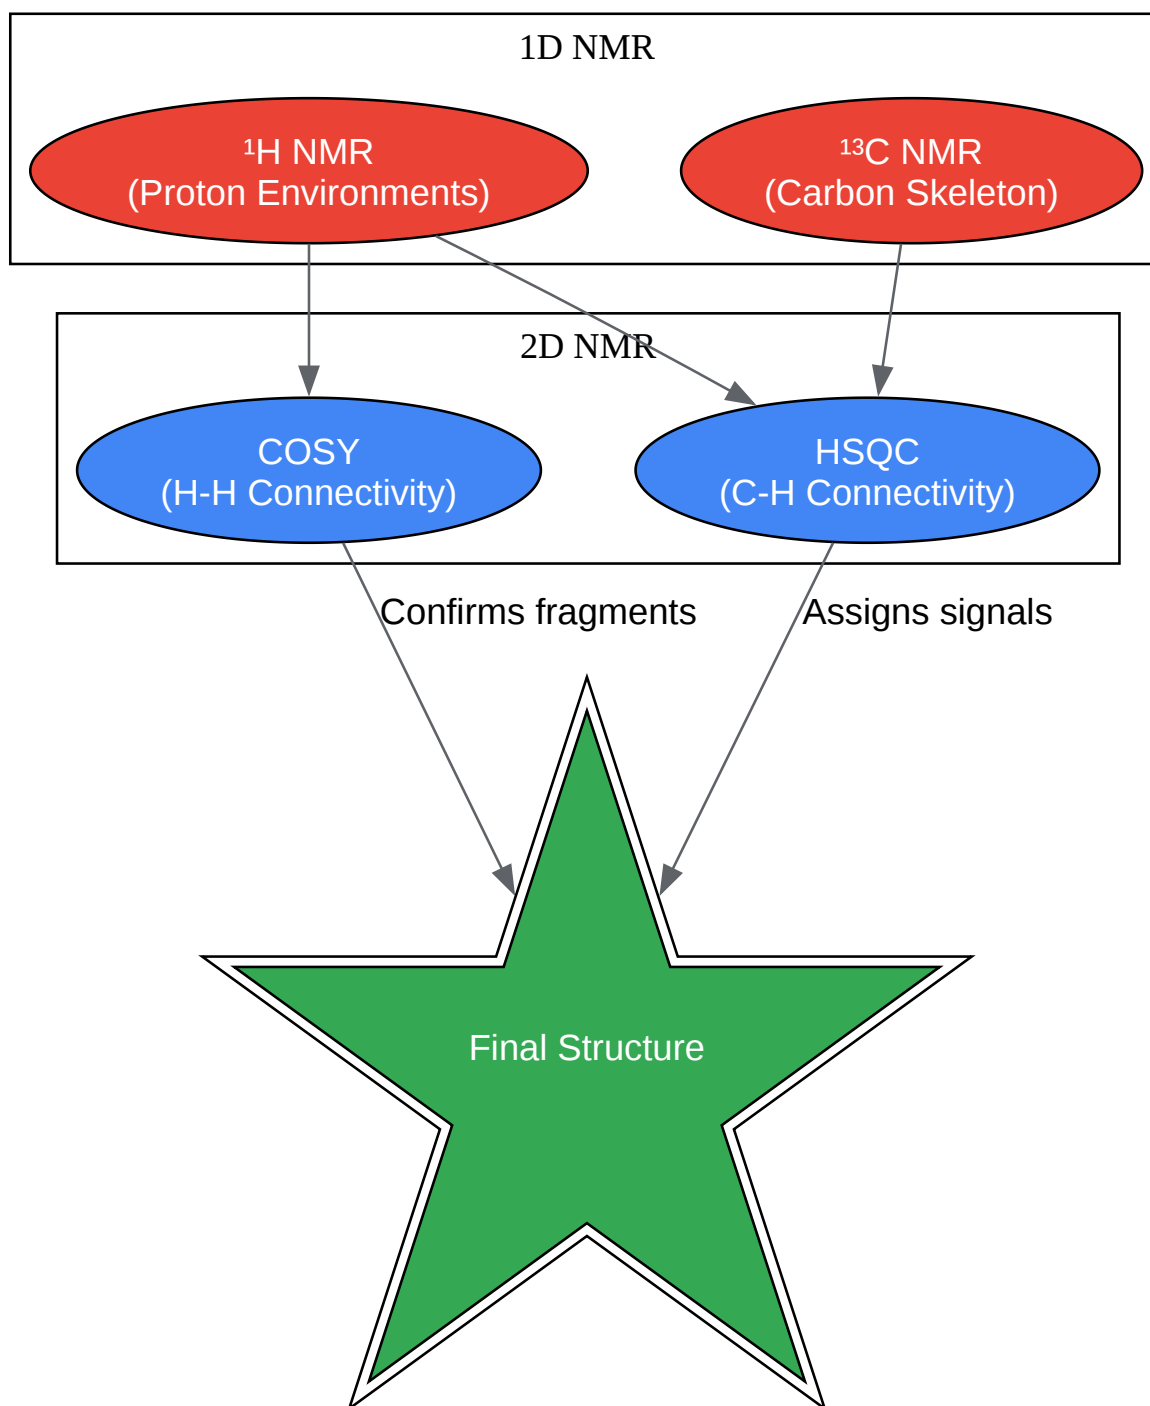 1D NMR
¹H NMR
(Proton Environments)
¹³C NMR
(Carbon Skeleton)
2D NMR
COSY
(H-H Connectivity)
HSQC
(C-H Connectivity)
Confirms fragments
Assigns signals
Final Structure